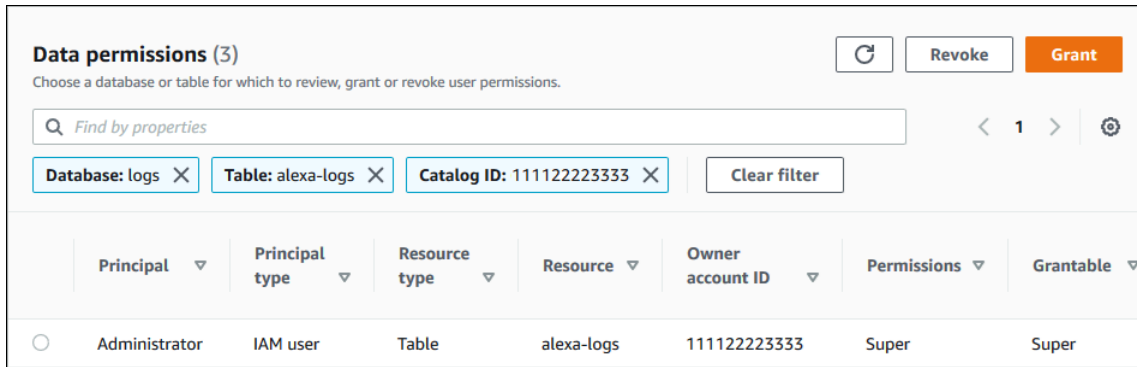 Data permissions (3)
Revoke
Grant
Choose a database or table for which to review, grant or revoke user permissions.
Find by properties
1
Database: logs
Table: alexa-logs
Catalog ID: 111122223333
Clear filter
Principal
Principal type
Resource type
Resource
Owner account ID
Permissions
Grantable
Administrator IAM user Table alexa-logs 111122223333 Super Super